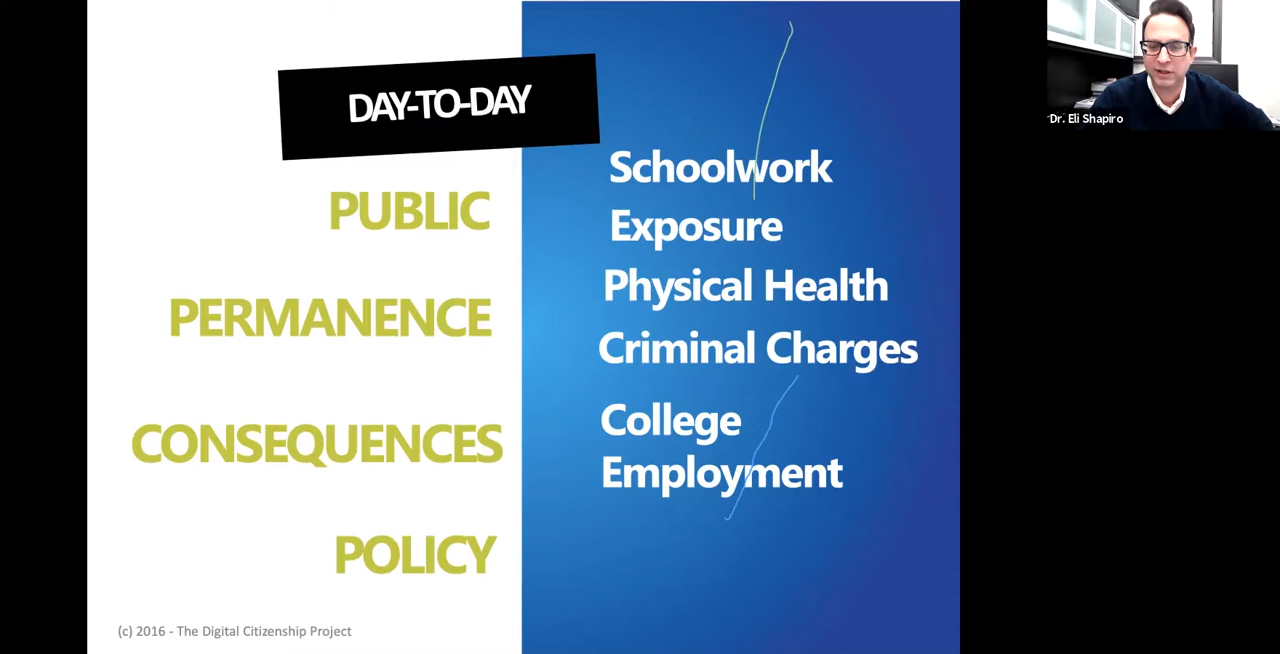 DAY-TO-DAY
PUBLIC
PERMANENCE
CONSEQUENCES
POLICY
(c) 2016 - The Digital Citizenship Project
Schoolwork
Exposure
Physical Health
Criminal Charges
College
Employment
Dr. Eli Shapiro